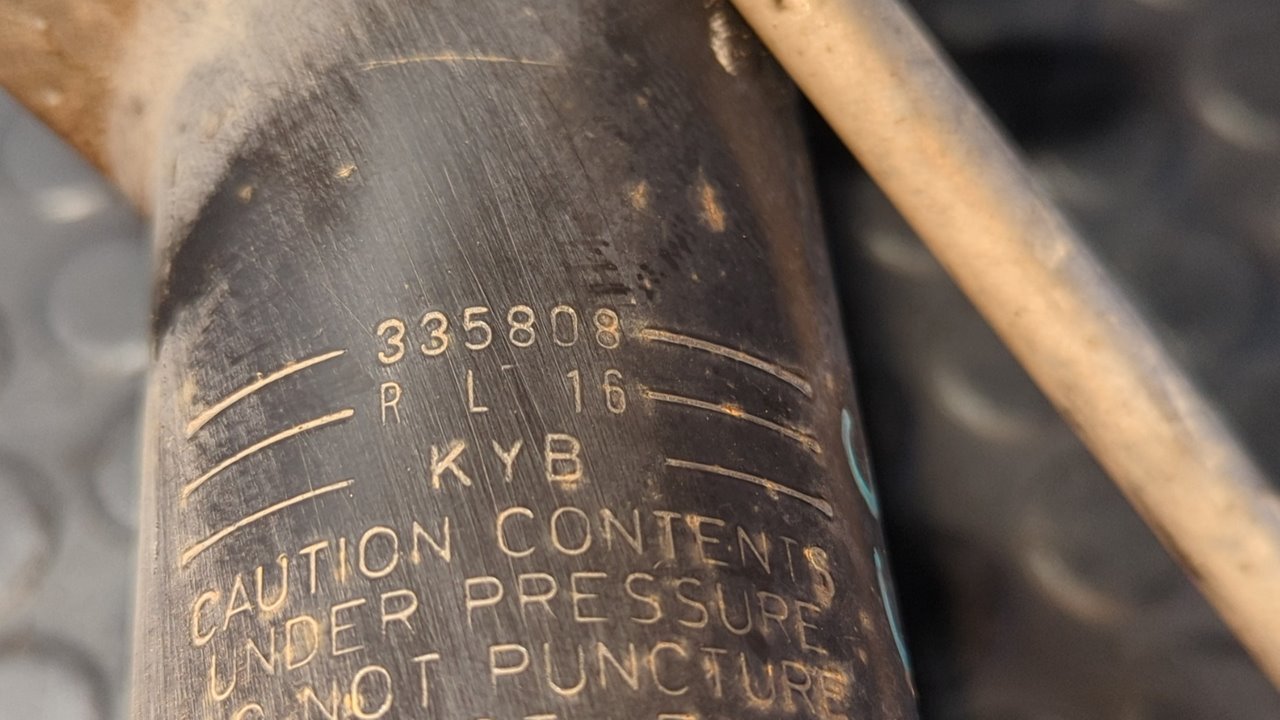 335808
R L 16
KYB
CAUTION CONTENTS
UNDER PRESSURE
NOT PUNCTURE